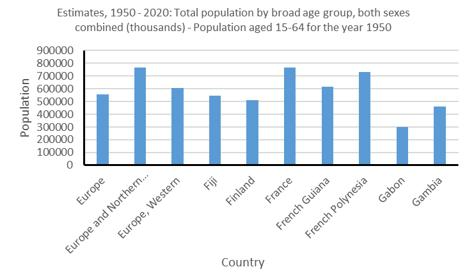 Estimates, 1950 - 2020: Total population by broad age group, both sexes
combined (thousands) - Population aged 15-64 for the year 1950
900000
800000
700000
600000
500000
400000
300000
200000
100000
0
Population
Europe
Europe and Northern...
Europe, Western
Fiji
Finland
France
French Guiana
French Polynesia
Gabon
Gambia
Country